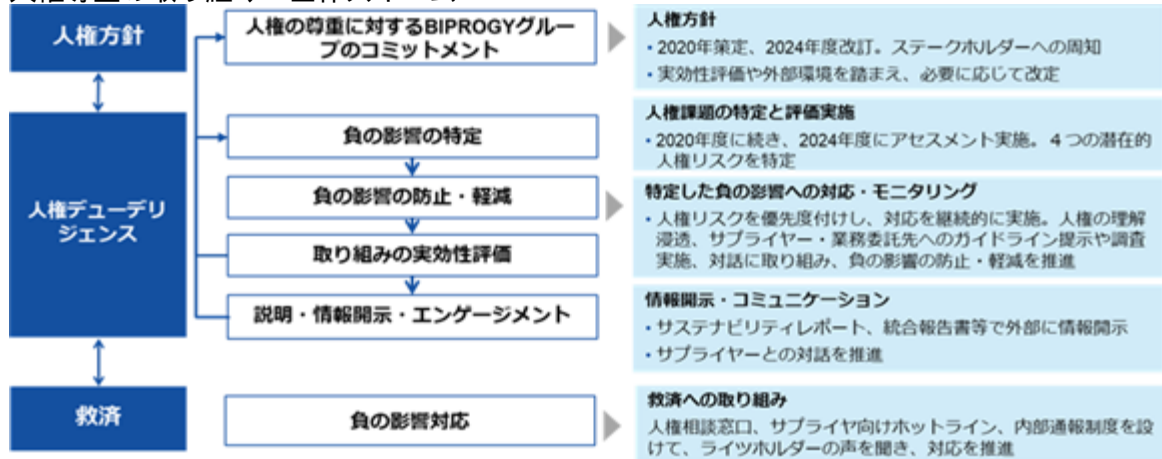 人権方針
人権の尊重に対するBIPROGYグルー
プのコミットメント
人権方針
・2020年策定、2024年度改訂。ステークホルダーへの周知
・実効性評価や外部環境を踏まえ、必要に応じて改定
人権デューデリ
ジェンス
負の影響の特定
負の影響の防止・軽減
取り組みの実効性評価
説明・情報開示・エンゲージメント
人権課題の特定と評価実施
・2020年度に続き、2024年度にアセスメント実施。４つの潜在的
人権リスクを特定
特定した負の影響への対応・モニタリング
・人権リスクを優先度付けし、対応を継続的に実施。人権の理解
浸透、サプライヤー・業務委託先へのガイドライン提示や調査
実施、対話に取り組み、負の影響の防止・軽減を推進
情報開示・コミュニケーション
・サステナビリティレポート、統合報告書等で外部に情報開示
・サプライヤーとの対話を推進
救済
負の影響対応
救済への取り組み
人権相談窓口、サプライヤ向けホットライン、内部通報制度を設
けて、ライツホルダーの声を聞き、対応を推進